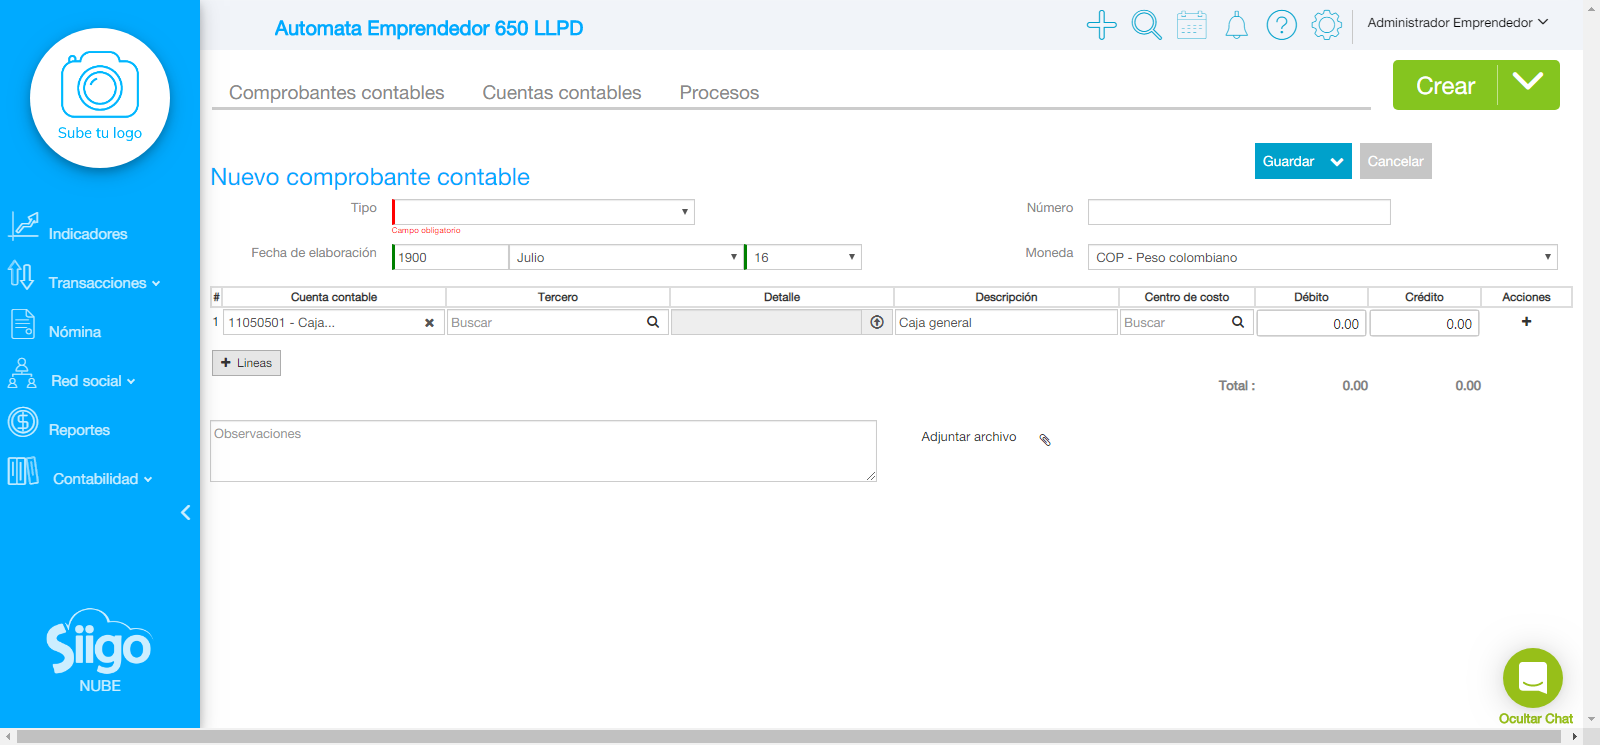 Automata Emprendedor 650 LLPD
Administrador Emprendedor
Sube tu logo
Comprobantes contables Cuentas contables Procesos
Crear
Guardar Cancelar
Nuevo comprobante contable
Tipo
Campo obligatorio
Número
Fecha de elaboración 1900 Julio 16
Moneda COP - Peso colombiano
# Cuenta contable Tercero Detalle Descripción Centro de costo Débito Crédito Acciones
1 11050501 - Caja... Buscar Caja general Buscar 0.00 0.00
Lineas
Total : 0.00 0.00
Observaciones
Adjuntar archivo
Indicadores
Transacciones
Nómina
Red social
Reportes
Contabilidad
Siigo
NUBE
Ocultar Chat